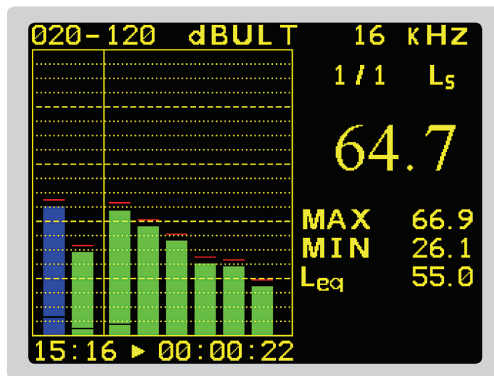 020-120 dBULT 16 KHz
1/1 Ls
64.7
MAX 66.9
MIN 26.1
Leq 55.0
15:16 ▶ 00:00:22